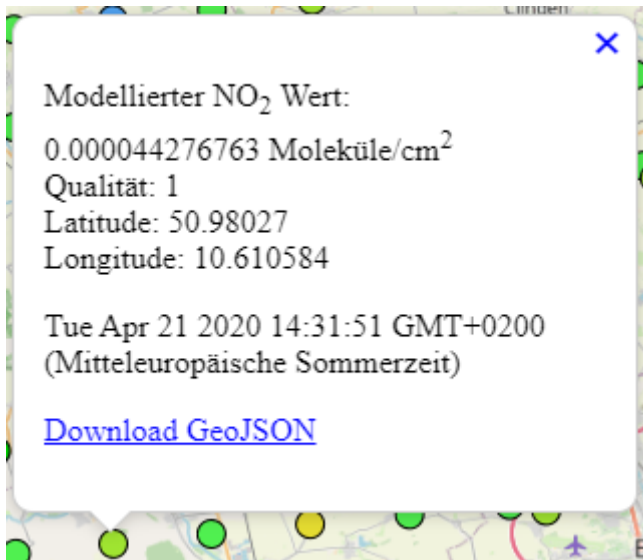 Modellierter NO₂ Wert:
0.000044276763 Moleküle/cm²
Qualität: 1
Latitude: 50.98027
Longitude: 10.610584
Tue Apr 21 2020 14:31:51 GMT+0200
(Mitteleuropäische Sommerzeit)
Download GeoJSON